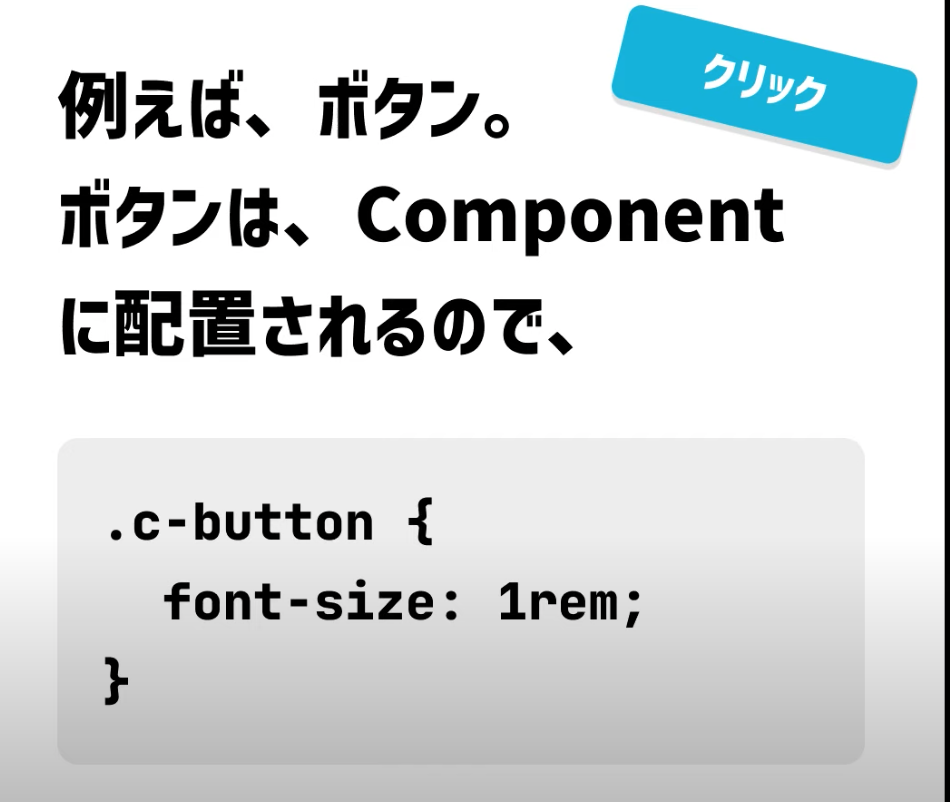 クリック
例えば、ボタン。
ボタンは、Component
に配置されるので、
.c-button {
  font-size: 1rem;
}